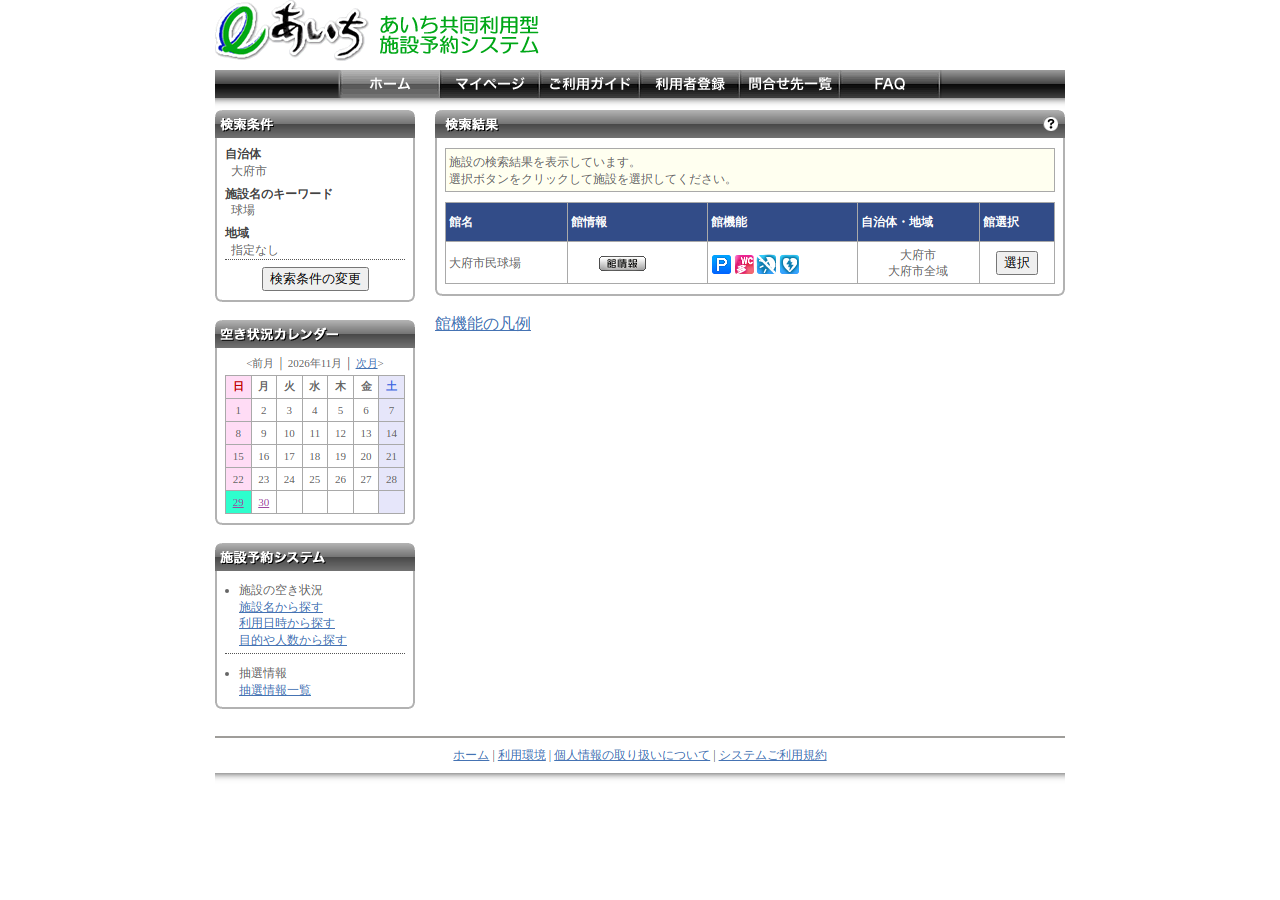 あいち あいち共同利用型
施設予約システム
ホーム マイページ ご利用ガイド 利用者登録 問合せ先一覧 FAQ
検索条件
自治体
大府市
施設名のキーワード
球場
地域
指定なし
検索条件の変更
空き状況カレンダー
<前月 │ 2026年11月 │ 次月>
日 月 火 水 木 金 土
1 2 3 4 5 6 7
8 9 10 11 12 13 14
15 16 17 18 19 20 21
22 23 24 25 26 27 28
29 30
施設予約システム
施設の空き状況
施設名から探す
利用日時から探す
目的や人数から探す
抽選情報
抽選情報一覧
検索結果 ?
施設の検索結果を表示しています。
選択ボタンをクリックして施設を選択してください。
館名 館情報 館機能 自治体・地域 館選択
大府市民球場 館情報 P WC 大府市
大府市全域 選択
館機能の凡例
ホーム | 利用環境 | 個人情報の取り扱いについて | システムご利用規約